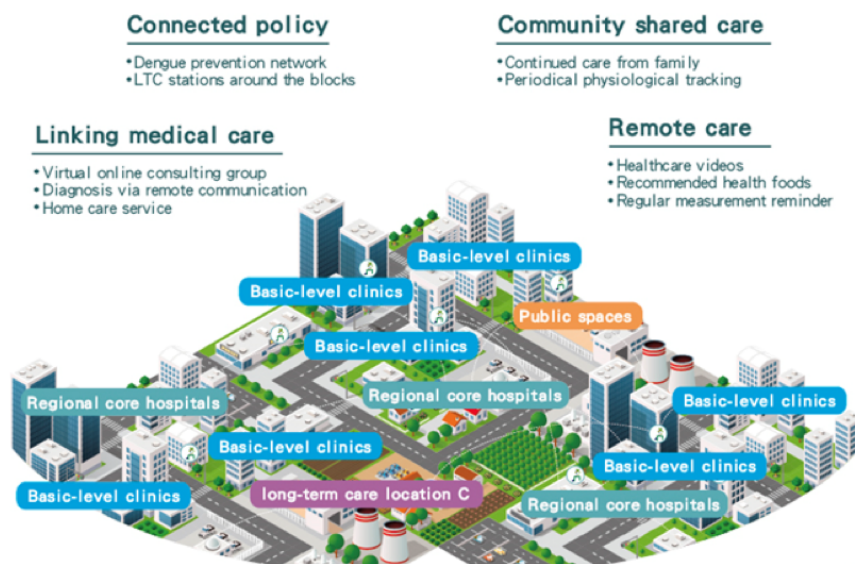 Connected policy
•Dengue prevention network
•LTC stations around the blocks
Community shared care
•Continued care from family
•Periodical physiological tracking
Linking medical care
•Virtual online consulting group
•Diagnosis via remote communication
•Home care service
Remote care
•Healthcare videos
•Recommended health foods
•Regular measurement reminder
Basic-level clinics
Basic-level clinics
Public spaces
Basic-level clinics
Regional core hospitals
Regional core hospitals
Basic-level clinics
Basic-level clinics
Basic-level clinics
Basic-level clinics
long-term care location C
Regional core hospitals